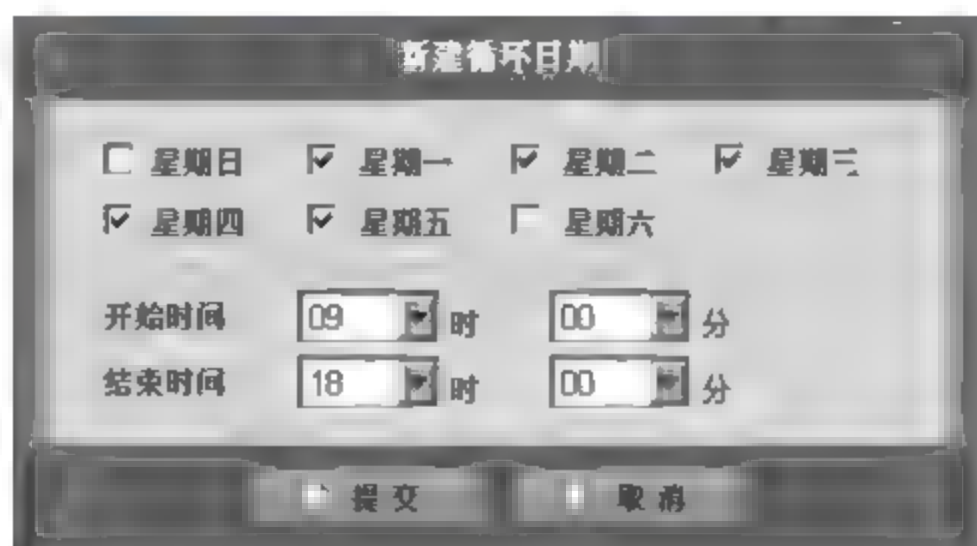 新建循环日期
星期日 星期一 星期二 星期三
星期四 星期五 星期六
开始时间 09 时 00 分
结束时间 18 时 00 分
提交 取消